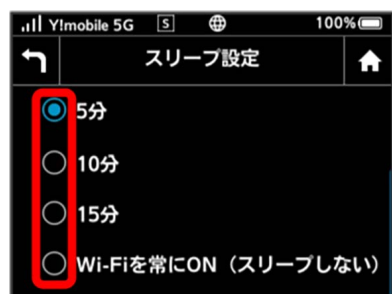 Y!mobile 5G S 100%
スリープ設定
5分
10分
15分
Wi-Fiを常にON（スリープしない）